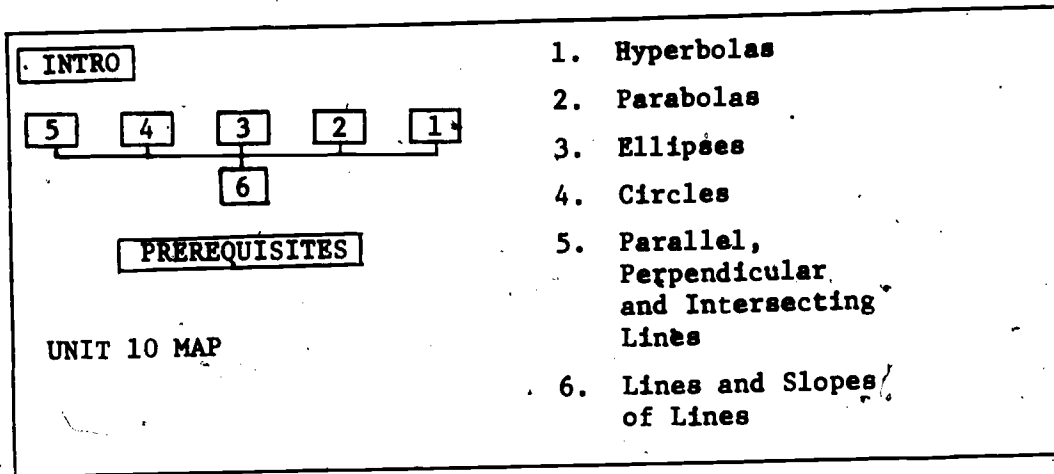 INTRO
5 4 3 2 1
6
PREREQUISITES
UNIT 10 MAP
1. Hyperbolas
2. Parabolas
3. Ellipses
4. Circles
5. Parallel,
Perpendicular
and Intersecting
Lines
6. Lines and Slopes
of Lines